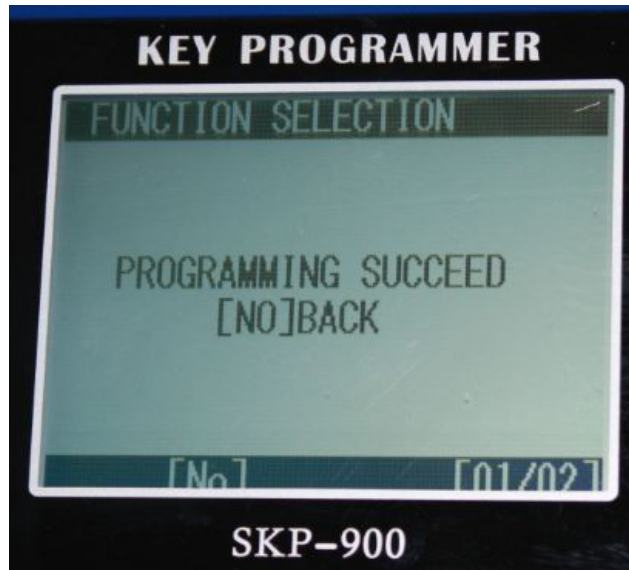 KEY PROGRAMMER
FUNCTION SELECTION
PROGRAMMING SUCCEED
[NO]BACK
[No] [01/02]
SKP-900